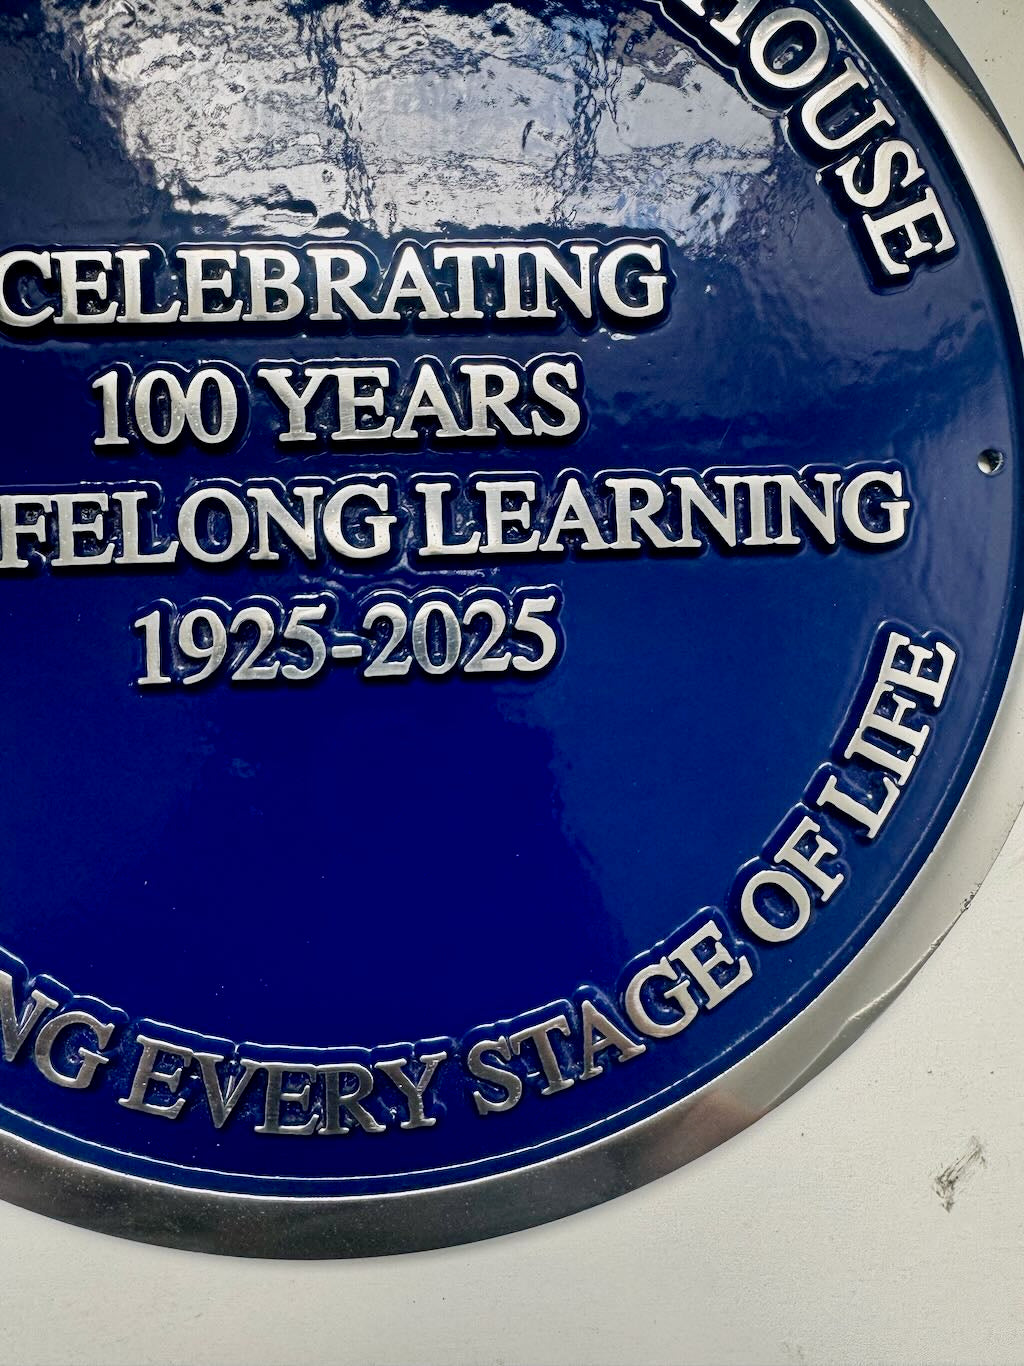 HOUSE
CELEBRATING
100 YEARS
FELONG LEARNING
1925-2025
NG EVERY STAGE OF LIFE